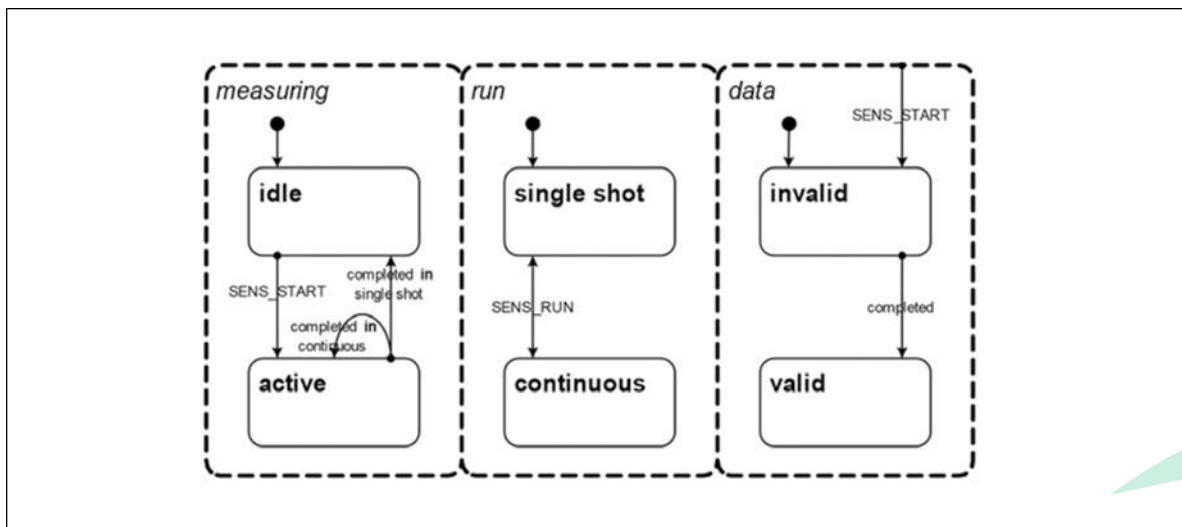 measuring
idle
SENS_START
completed in
single shot
completed in
continuous
active
run
single shot
SENS_RUN
continuous
data
SENS_START
invalid
completed
valid